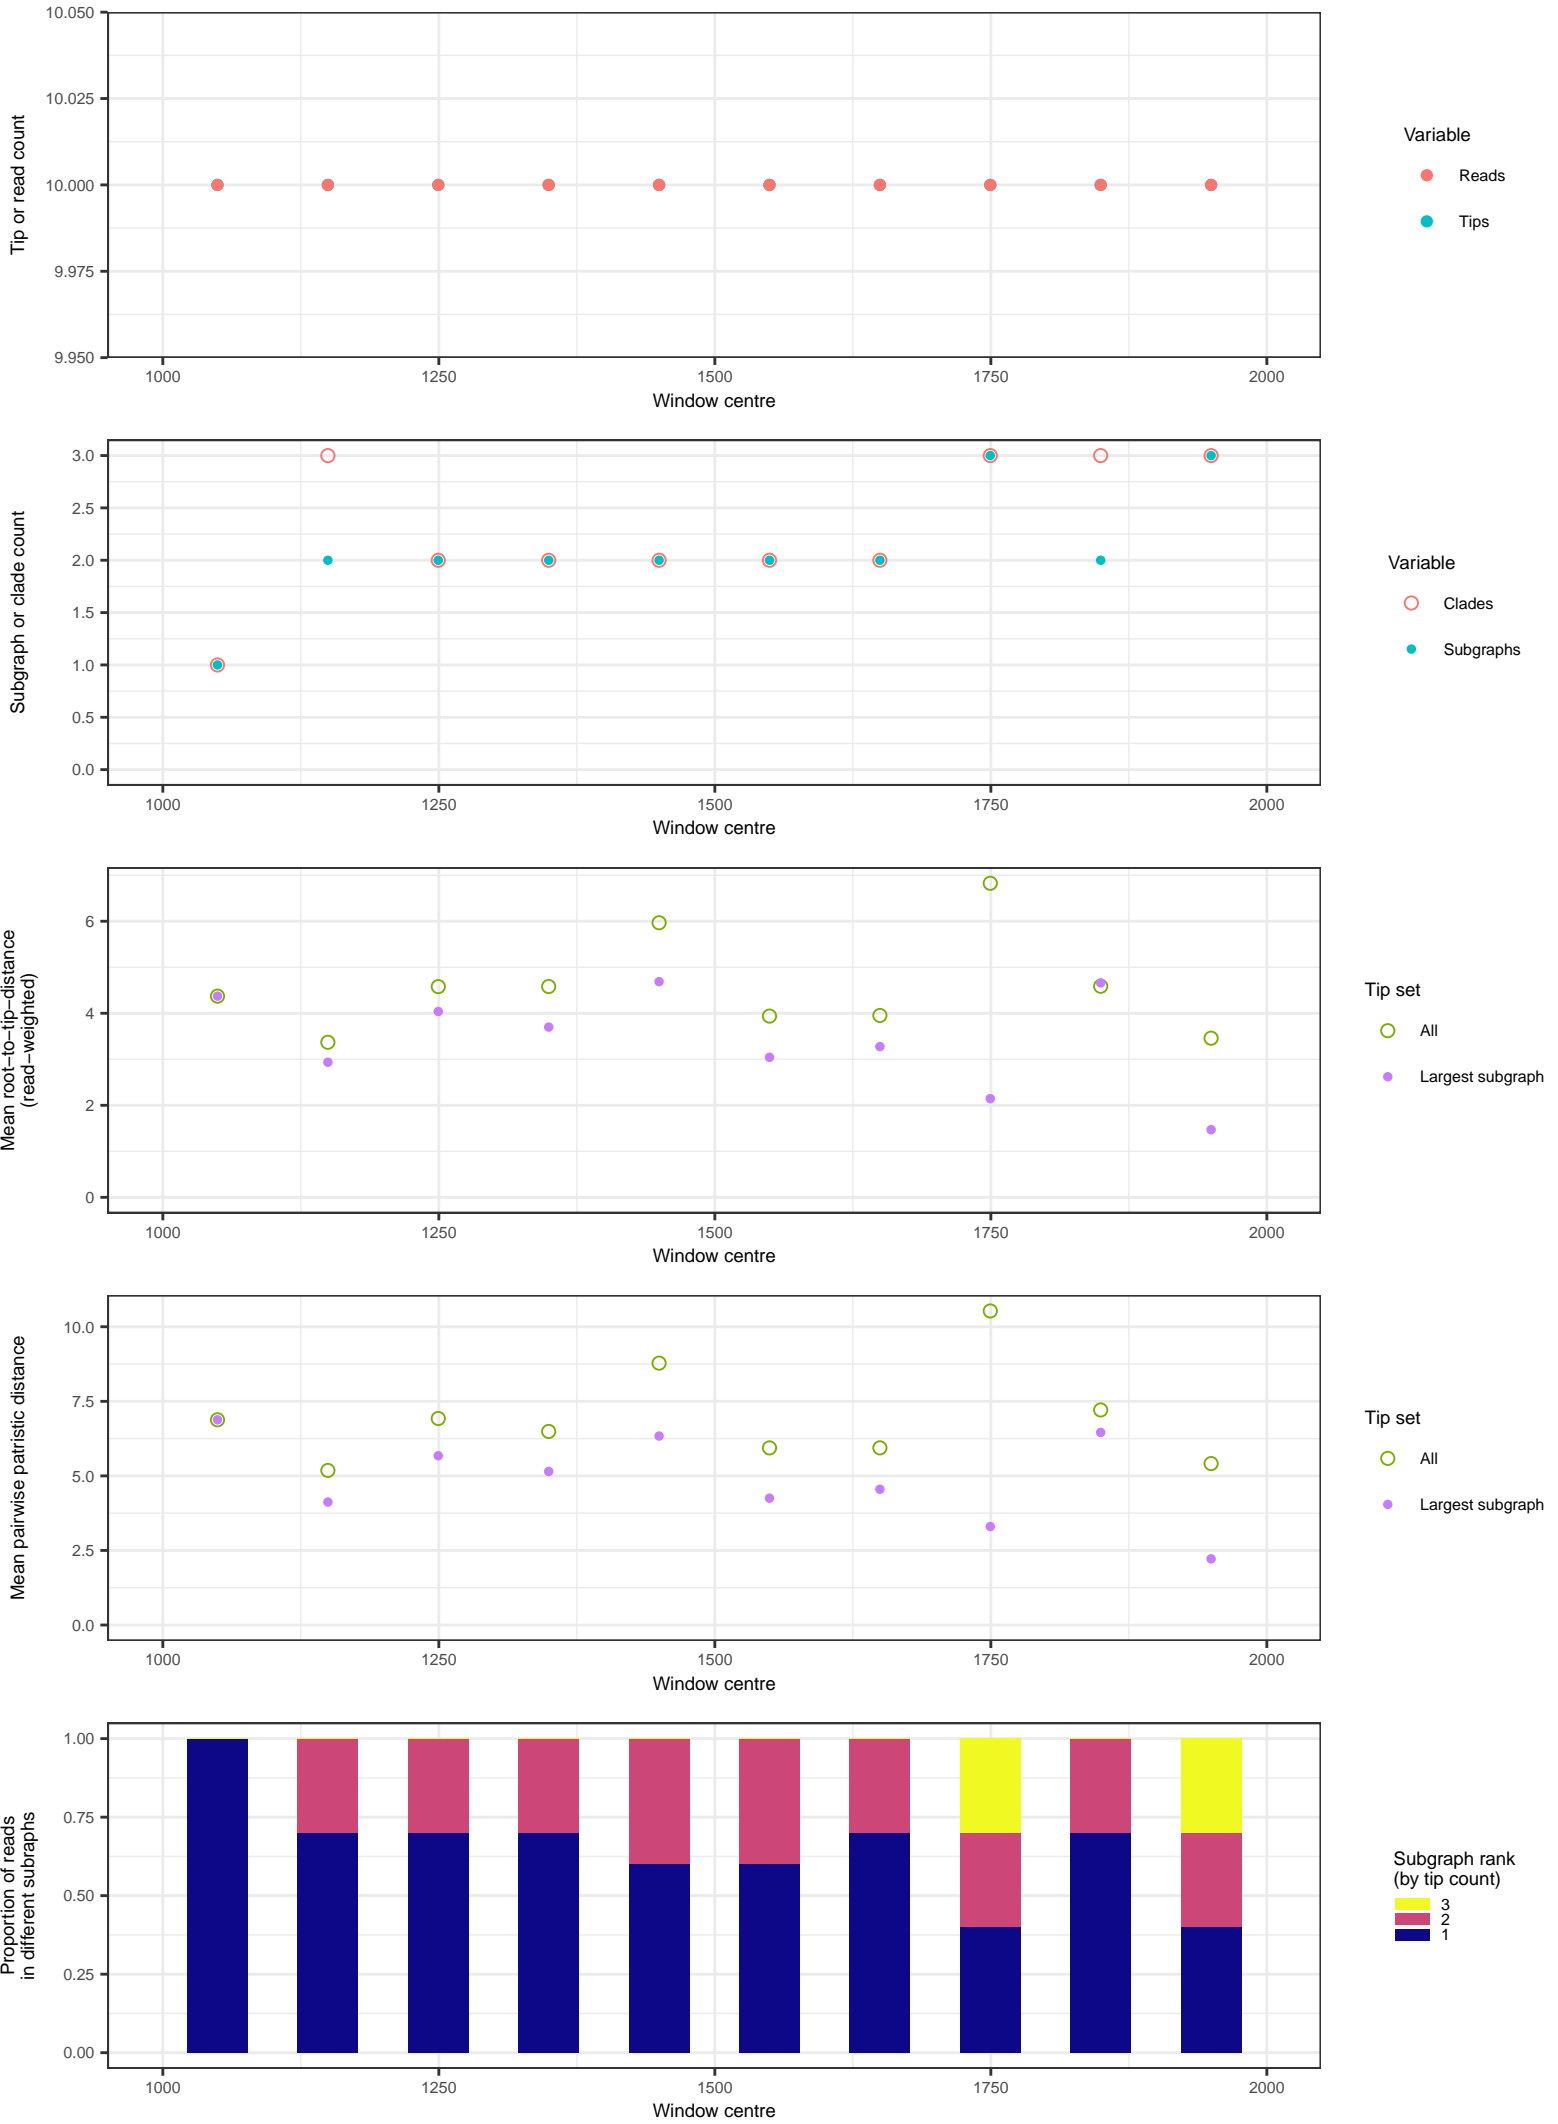 10.050
10.025
10.000
9.975
9.950
Tip or read count
1000 1250 1500 1750 2000
Window centre
Variable
Reads
Tips
3.0
2.5
2.0
1.5
1.0
0.5
0.0
Subgraph or clade count
1000 1250 1500 1750 2000
Window centre
Variable
Clades
Subgraphs
6
4
2
0
Mean root−to−tip−distance
(read−weighted)
1000 1250 1500 1750 2000
Window centre
Tip set
All
Largest subgraph
10.0
7.5
5.0
2.5
0.0
Mean pairwise patristic distance
1000 1250 1500 1750 2000
Window centre
Tip set
All
Largest subgraph
1.00
0.75
0.50
0.25
0.00
Proportion of reads
in different subraphs
1000 1250 1500 1750 2000
Window centre
Subgraph rank
(by tip count)
3
2
1